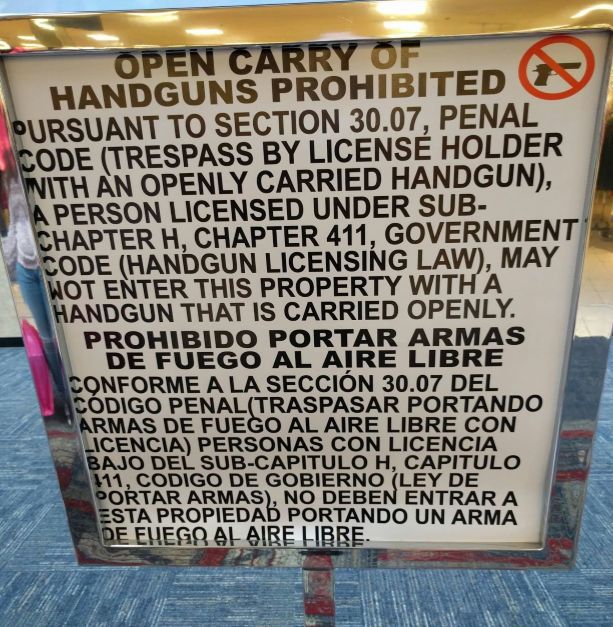 OPEN CARRY OF
HANDGUNS PROHIBITED
PURSUANT TO SECTION 30.07, PENAL
CODE (TRESPASS BY LICENSE HOLDER
WITH AN OPENLY CARRIED HANDGUN),
A PERSON LICENSED UNDER SUB-
CHAPTER H, CHAPTER 411, GOVERNMENT
CODE (HANDGUN LICENSING LAW), MAY
NOT ENTER THIS PROPERTY WITH A
HANDGUN THAT IS CARRIED OPENLY.
PROHIBIDO PORTAR ARMAS
DE FUEGO AL AIRE LIBRE
CONFORME A LA SECCIÓN 30.07 DEL
CÓDIGO PENAL(TRASPASAR PORTANDO
ARMAS DE FUEGO AL AIRE LIBRE CON
LICENCIA) PERSONAS CON LICENCIA
BAJO DEL SUB-CAPITULO H, CAPITULO
411, CODIGO DE GOBIERNO (LEY DE
PORTAR ARMAS), NO DEBEN ENTRAR A
ESTA PROPIEDAD PORTANDO UN ARMA
DE FUEGO AL AIRE LIBRE.